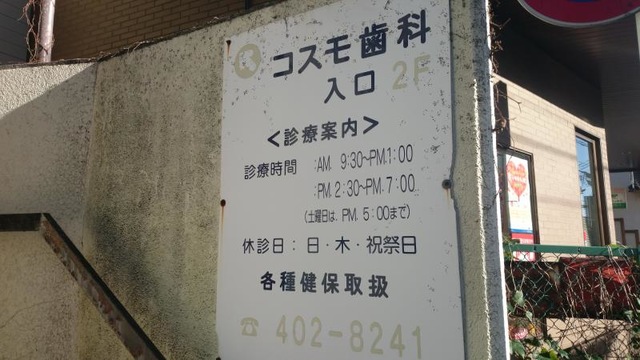 コスモ歯科
入口 2F
<診療案内>
診療時間 :AM. 9:30~PM.1:00
:PM.2:30~PM.7:00
(土曜日は、PM. 5:00まで)
休診日:日・木・祝祭日
各種健保取扱
☎ 402-8241